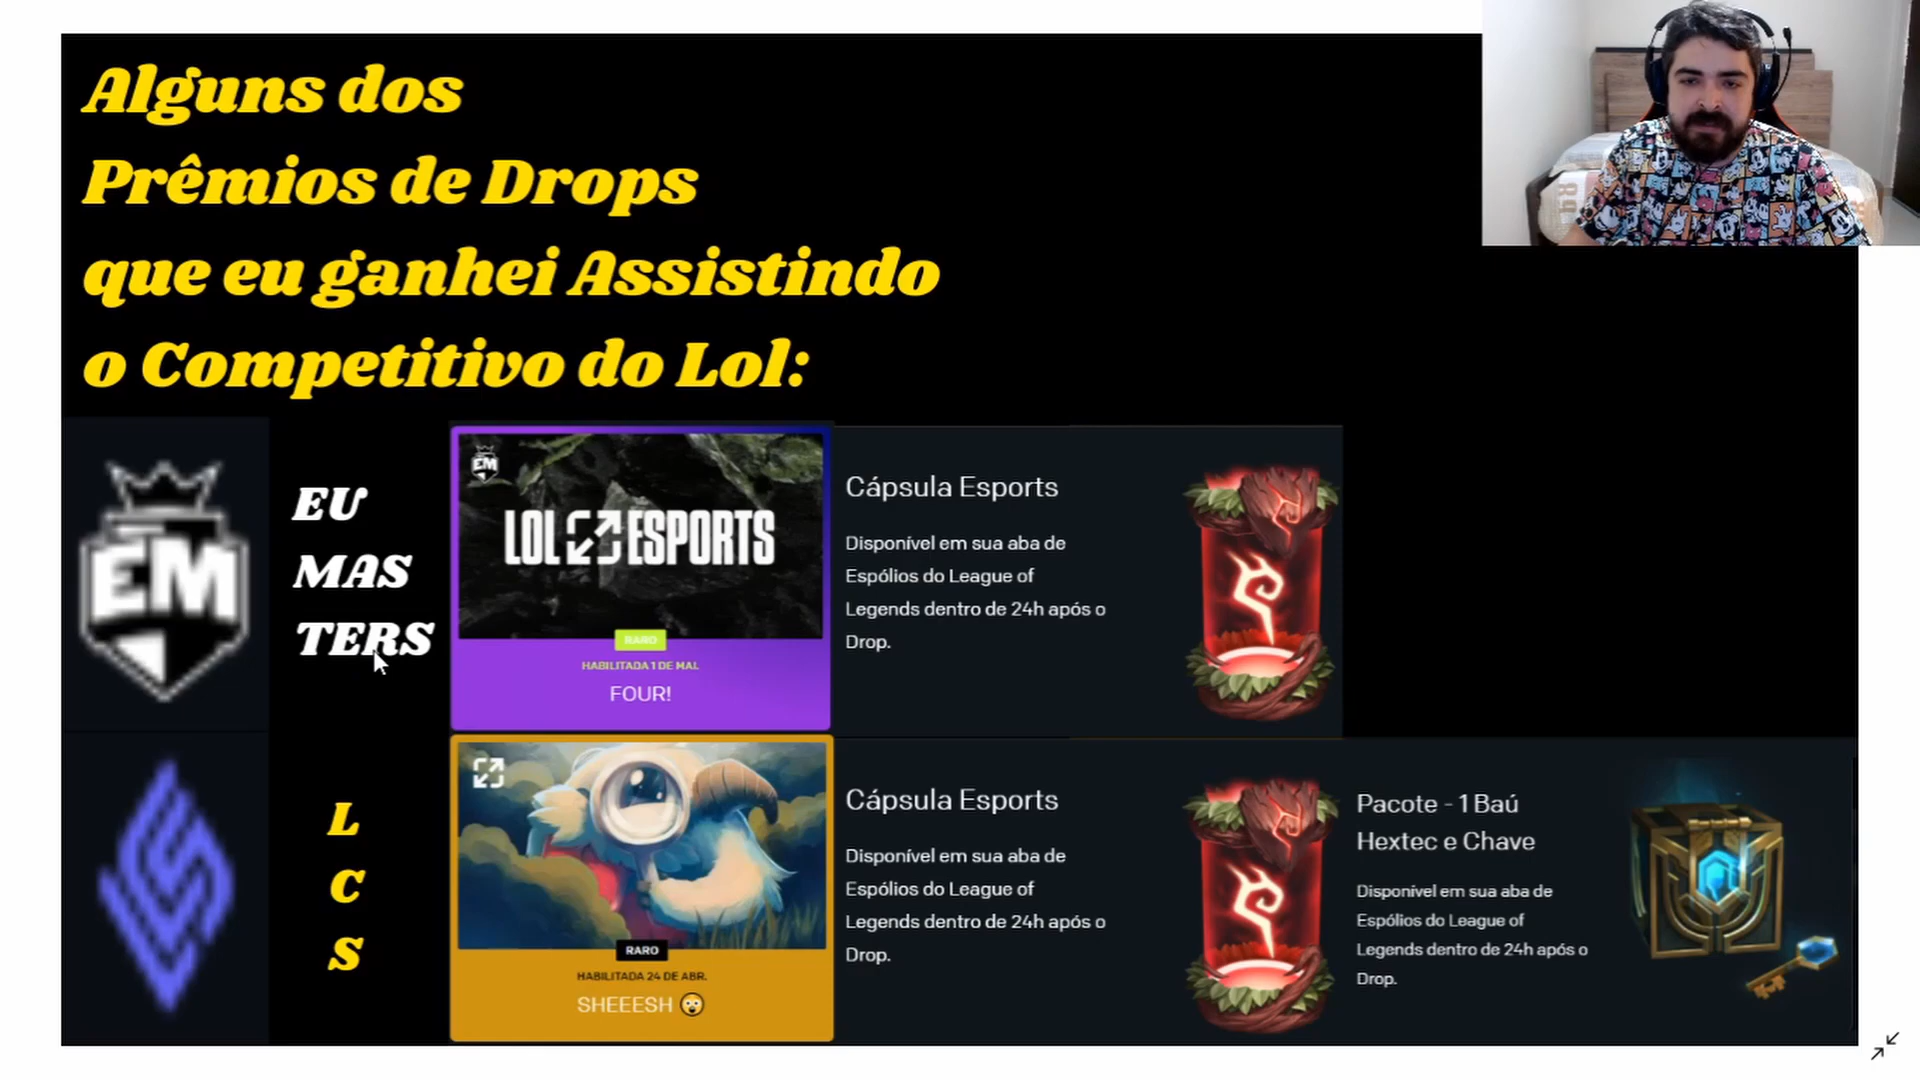 Alguns dos
Prêmios de Drops
que eu ganhei Assistindo
o Competitivo do Lol:
EM
EU
MAS
TERS
EM
LOL ESPORTS
RARO
HABILITADA 1 DE MAI.
FOUR!
Cápsula Esports
Disponível em sua aba de
Espólios do League of
Legends dentro de 24h após o
Drop.
L
C
S
RARO
HABILITADA 24 DE ABR.
SHEEESH 😲
Cápsula Esports
Disponível em sua aba de
Espólios do League of
Legends dentro de 24h após o
Drop.
Pacote - 1 Baú
Hextec e Chave
Disponível em sua aba de
Espólios do League of
Legends dentro de 24h após o
Drop.